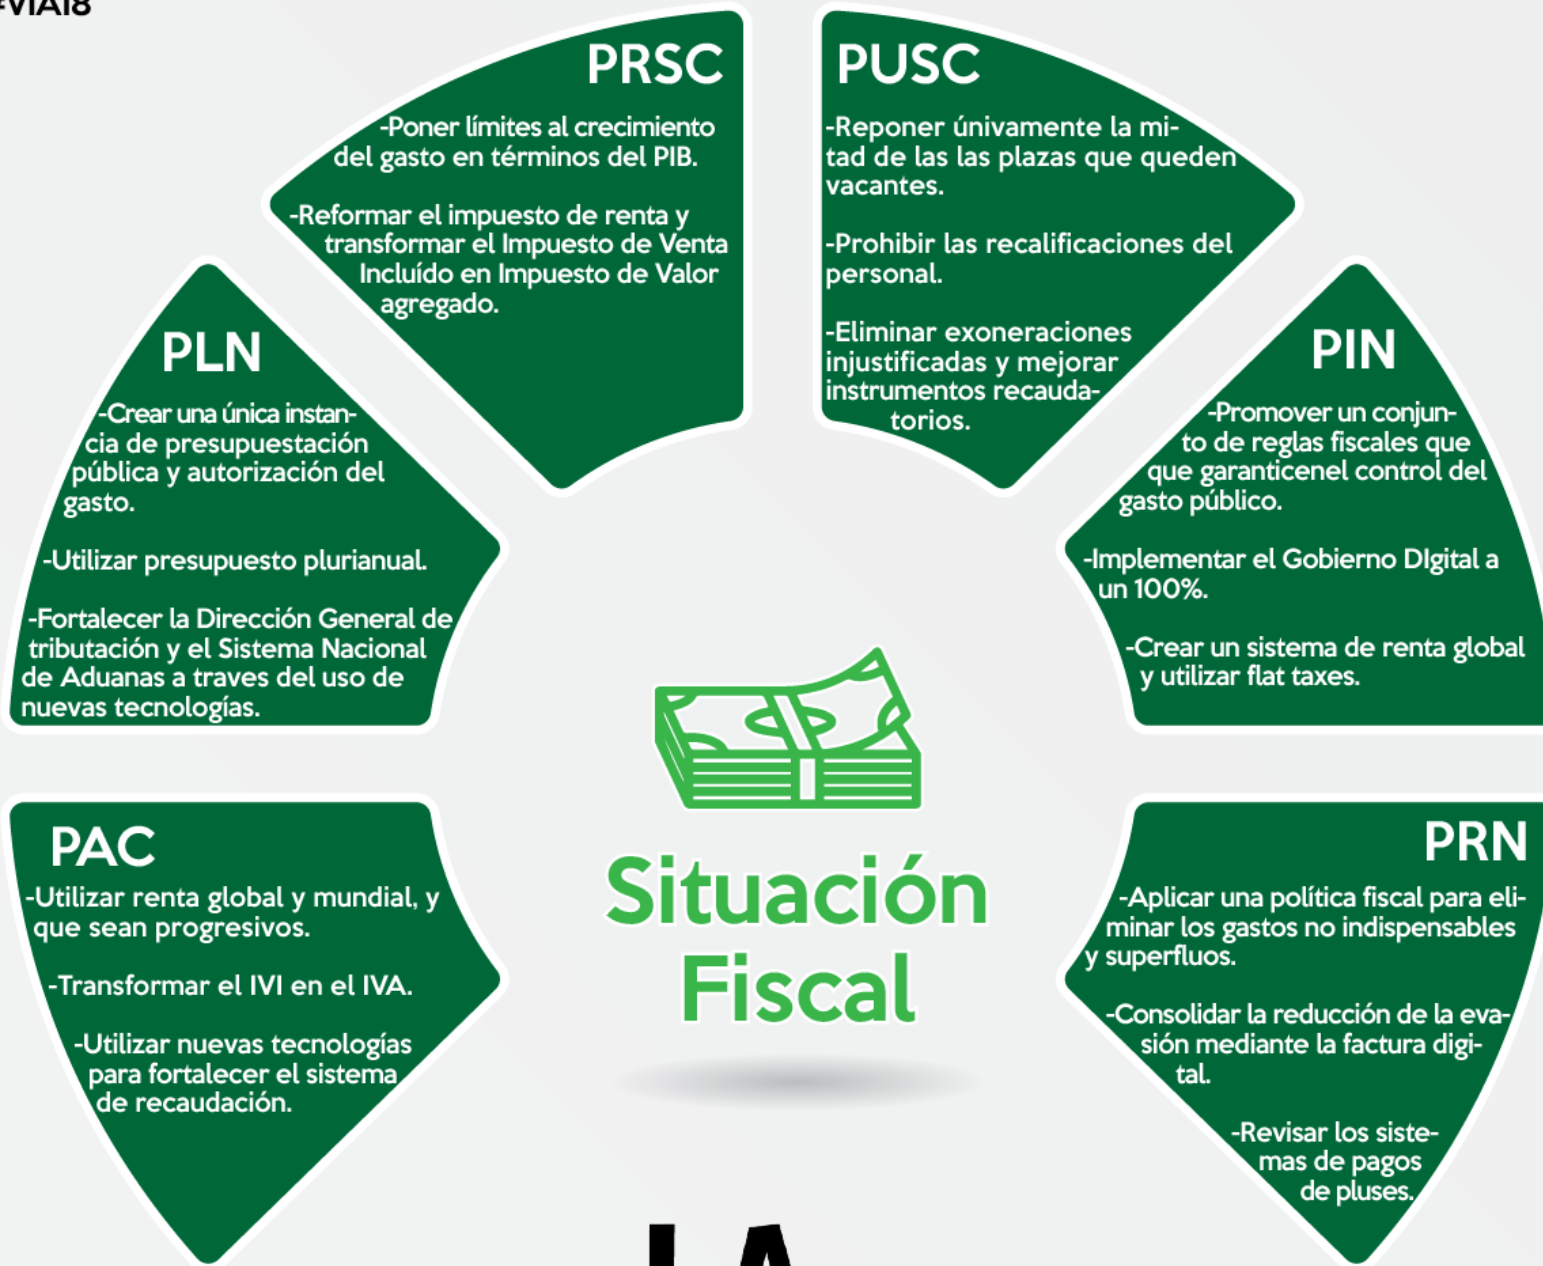 #VIA18
PRSC
-Poner límites al crecimiento
del gasto en términos del PIB.
-Reformar el impuesto de renta y
transformar el Impuesto de Venta
Incluído en Impuesto de Valor
agregado.
PUSC
-Reponer únivamente la mi-
tad de las las plazas que queden
vacantes.
-Prohibir las recalificaciones del
personal.
-Eliminar exoneraciones
injustificadas y mejorar
instrumentos recauda-
torios.
PLN
-Crear una única instan-
cia de presupuestación
pública y autorización del
gasto.
-Utilizar presupuesto plurianual.
-Fortalecer la Dirección General de
tributación y el Sistema Nacional
de Aduanas a traves del uso de
nuevas tecnologías.
PIN
-Promover un conjun-
to de reglas fiscales que
que garanticenel control del
gasto público.
-Implementar el Gobierno DIgital a
un 100%.
-Crear un sistema de renta global
y utilizar flat taxes.
PAC
-Utilizar renta global y mundial, y
que sean progresivos.
-Transformar el IVI en el IVA.
-Utilizar nuevas tecnologías
para fortalecer el sistema
de recaudación.
Situación
Fiscal
PRN
-Aplicar una política fiscal para eli-
minar los gastos no indispensables
y superfluos.
-Consolidar la reducción de la eva-
sión mediante la factura digi-
tal.
-Revisar los siste-
mas de pagos
de pluses.